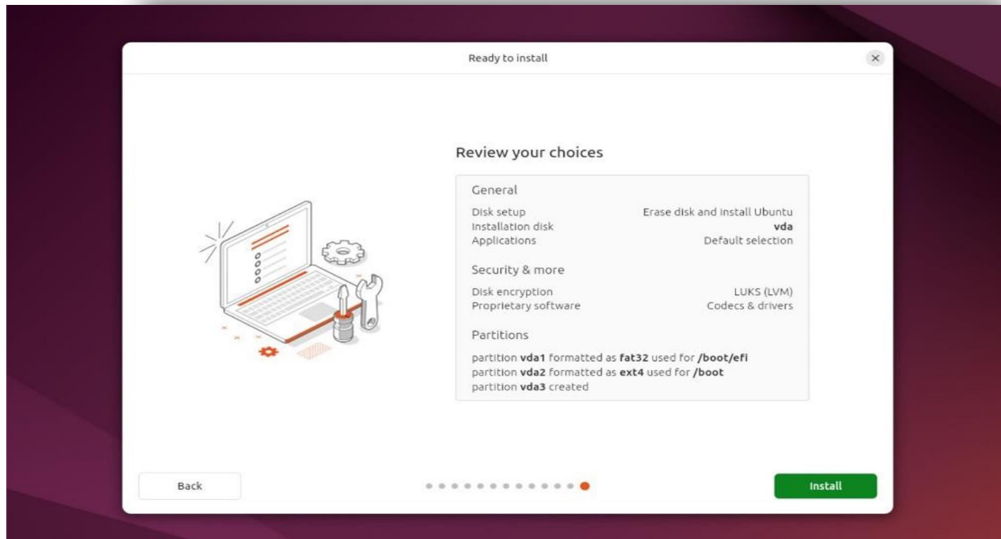 Ready to install
Review your choices
General
Disk setup Erase disk and install Ubuntu
Installation disk vda
Applications Default selection
Security & more
Disk encryption LUKS (LVM)
Proprietary software Codecs & drivers
Partitions
partition vda1 formatted as fat32 used for /boot/efi
partition vda2 formatted as ext4 used for /boot
partition vda3 created
Back Install